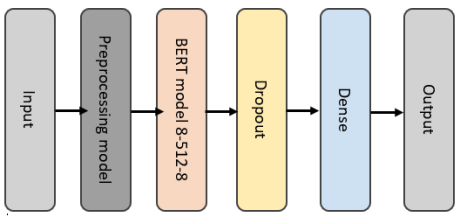 Input
Preprocessing model
BERT model 8-512-8
Dropout
Dense
Output